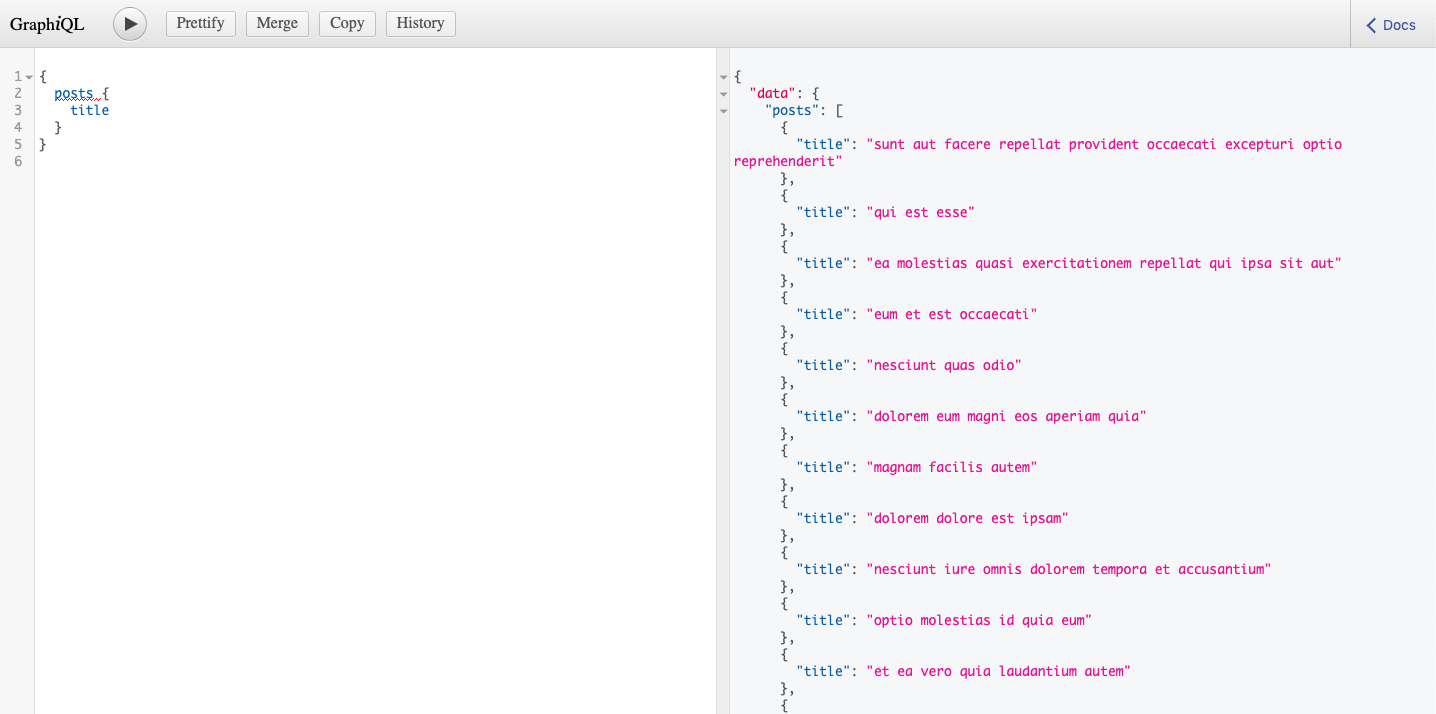 GraphiQL Prettify Merge Copy History Docs
1 {
2 posts {
3 title
4 }
5 }
6
{
"data": {
"posts": [
{
"title": "sunt aut facere repellat provident occaecati excepturi optio
reprehenderit"
},
{
"title": "qui est esse"
},
{
"title": "ea molestias quasi exercitationem repellat qui ipsa sit aut"
},
{
"title": "eum et est occaecati"
},
{
"title": "nesciunt quas odio"
},
{
"title": "dolorem eum magni eos aperiam quia"
},
{
"title": "magnam facilis autem"
},
{
"title": "dolorem dolore est ipsam"
},
{
"title": "nesciunt iure omnis dolorem tempora et accusantium"
},
{
"title": "optio molestias id quia eum"
},
{
"title": "et ea vero quia laudantium autem"
},
{